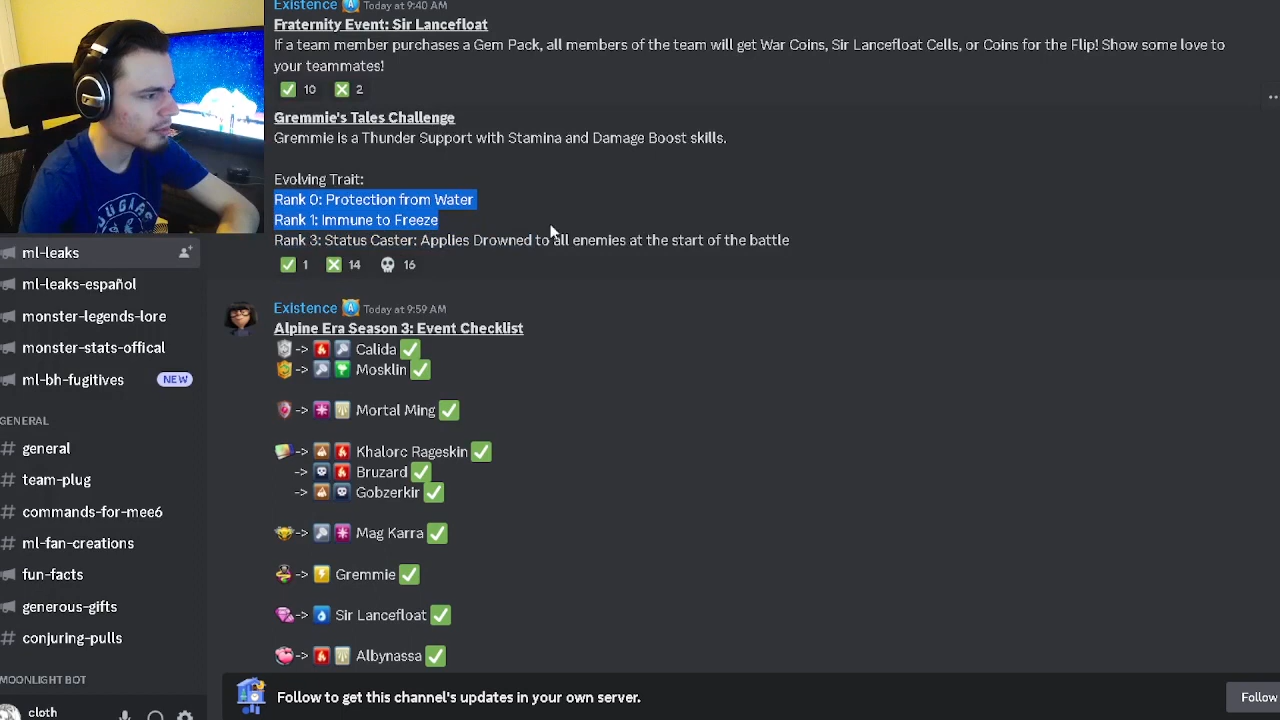 Existence Today at 9:40 AM
Fraternity Event: Sir Lancefloat
If a team member purchases a Gem Pack, all members of the team will get War Coins, Sir Lancefloat Cells, or Coins for the Flip! Show some love to
your teammates!
10 2
Gremmie's Tales Challenge
Gremmie is a Thunder Support with Stamina and Damage Boost skills.
Evolving Trait:
Rank 0: Protection from Water
Rank 1: Immune to Freeze
Rank 3: Status Caster: Applies Drowned to all enemies at the start of the battle
1 14 16
Existence Today at 9:59 AM
Alpine Era Season 3: Event Checklist
-> Calida
-> Mosklin
-> Mortal Ming
-> Khalorc Rageskin
-> Bruzard
-> Gobzerkir
-> Mag Karra
-> Gremmie
-> Sir Lancefloat
-> Albynassa
Follow to get this channel's updates in your own server.
Follow
ml-leaks
ml-leaks-español
monster-legends-lore
monster-stats-offical
ml-bh-fugitives NEW
GENERAL
# general
# team-plug
# commands-for-mee6
# ml-fan-creations
fun-facts
generous-gifts
# conjuring-pulls
MOONLIGHT BOT
cloth